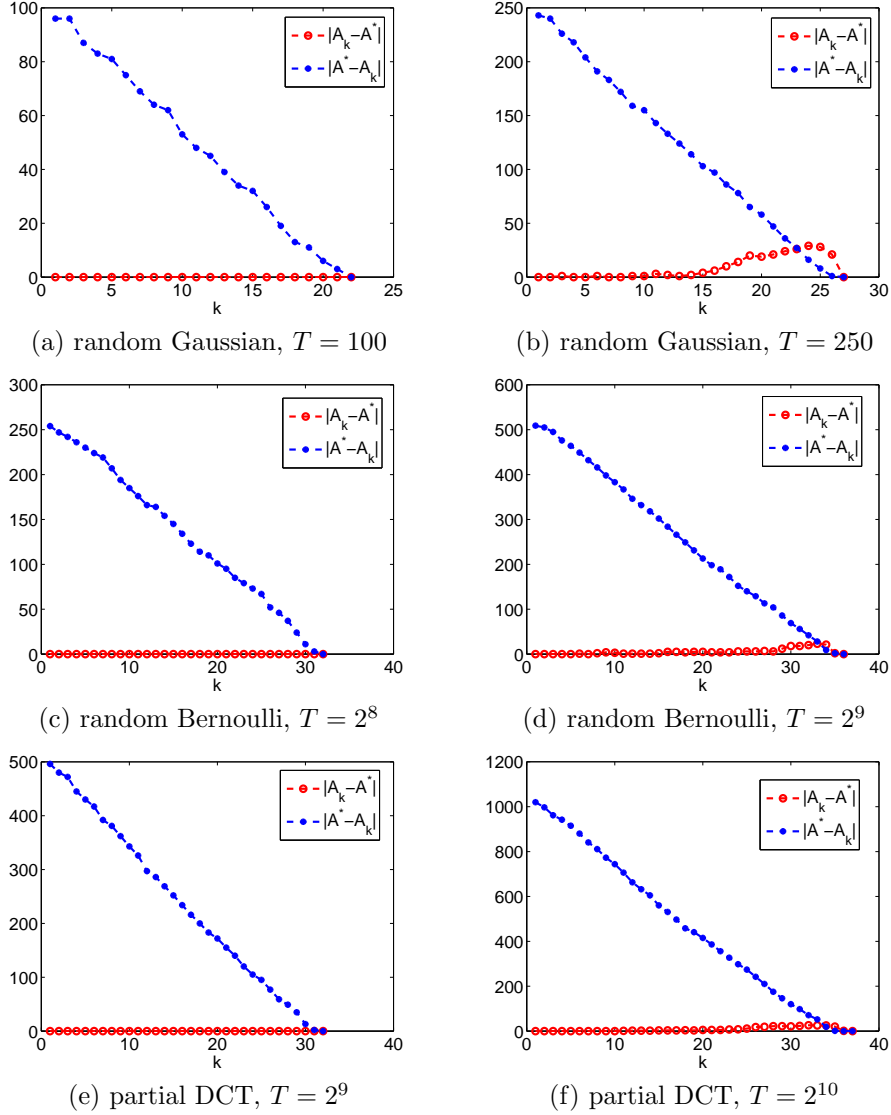 100
80
60
40
20
0
0 5 10 15 20 25
k
|A_k−A^*|
|A^*−A_k|
(a) random Gaussian, T = 100
250
200
150
100
50
0
0 5 10 15 20 25 30
k
|A_k−A^*|
|A^*−A_k|
(b) random Gaussian, T = 250
300
250
200
150
100
50
0
0 10 20 30 40
k
|A_k−A^*|
|A^*−A_k|
(c) random Bernoulli, T = 2^8
600
500
400
300
200
100
0
0 10 20 30 40
k
|A_k−A^*|
|A^*−A_k|
(d) random Bernoulli, T = 2^9
500
400
300
200
100
0
0 10 20 30 40
k
|A_k−A^*|
|A^*−A_k|
(e) partial DCT, T = 2^9
1200
1000
800
600
400
200
0
0 10 20 30 40
k
|A_k−A^*|
|A^*−A_k|
(f) partial DCT, T = 2^10